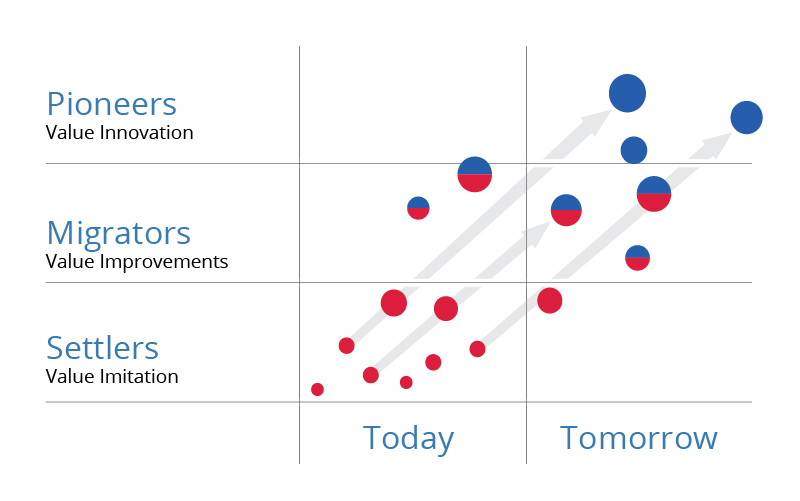 Pioneers
Value Innovation
Migrators
Value Improvements
Settlers
Value Imitation
Today
Tomorrow